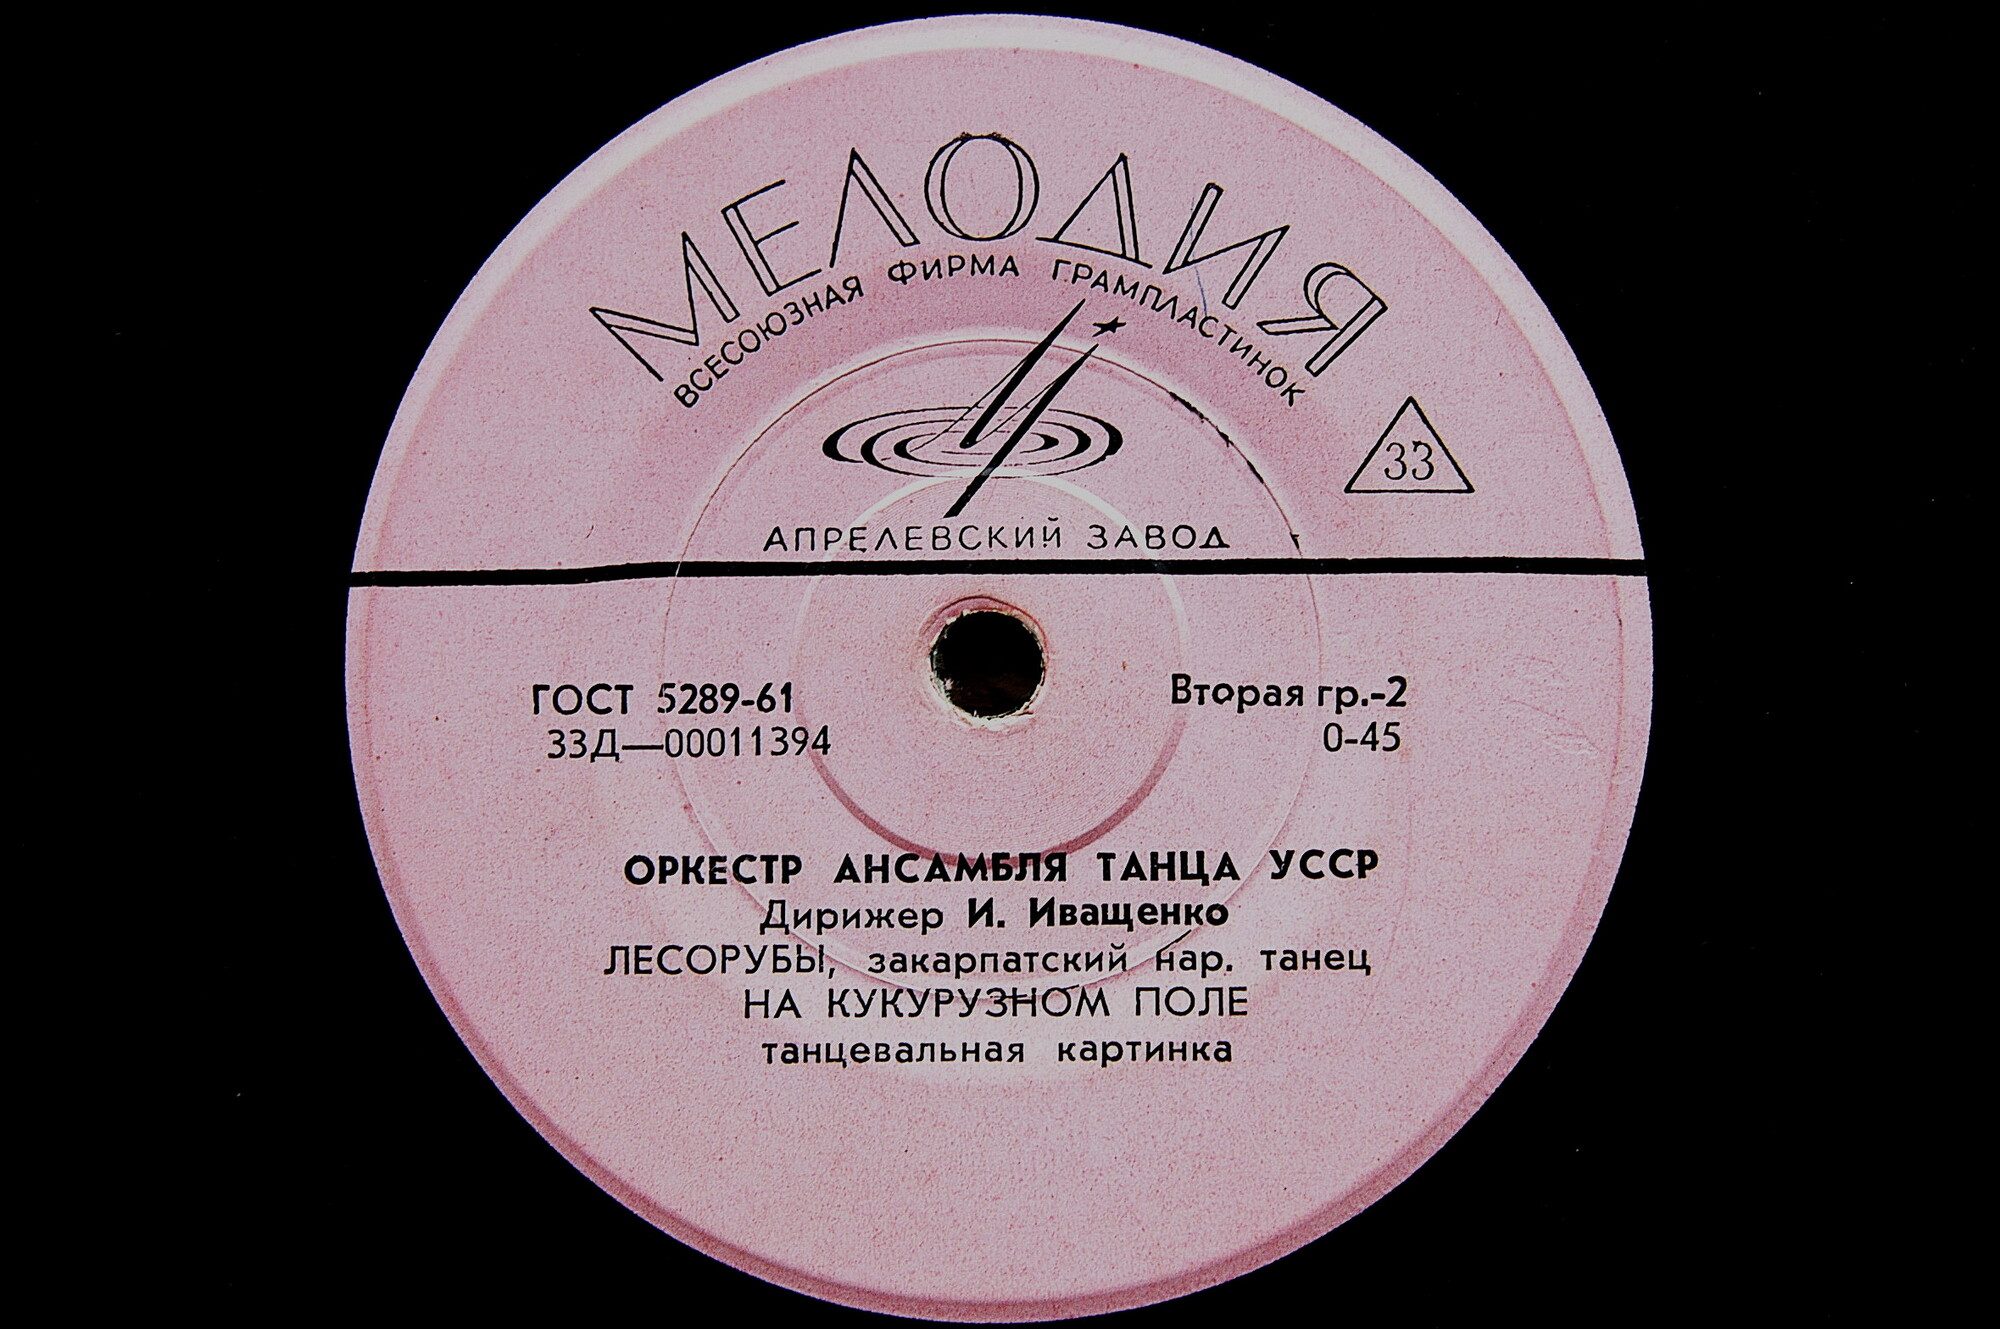 МЕЛОДИЯ
ВСЕСОЮЗНАЯ ФИРМА ГРАМПЛАСТИНОК
33
АПРЕЛЕВСКИЙ ЗАВОД
ГОСТ 5289-61
Вторая гр.-2
33Д—00011394
0-45
ОРКЕСТР АНСАМБЛЯ ТАНЦА УССР
Дирижер И. Иващенко
ЛЕСОРУБЫ, закарпатский нар. танец
НА КУКУРУЗНОМ ПОЛЕ
танцевальная картинка